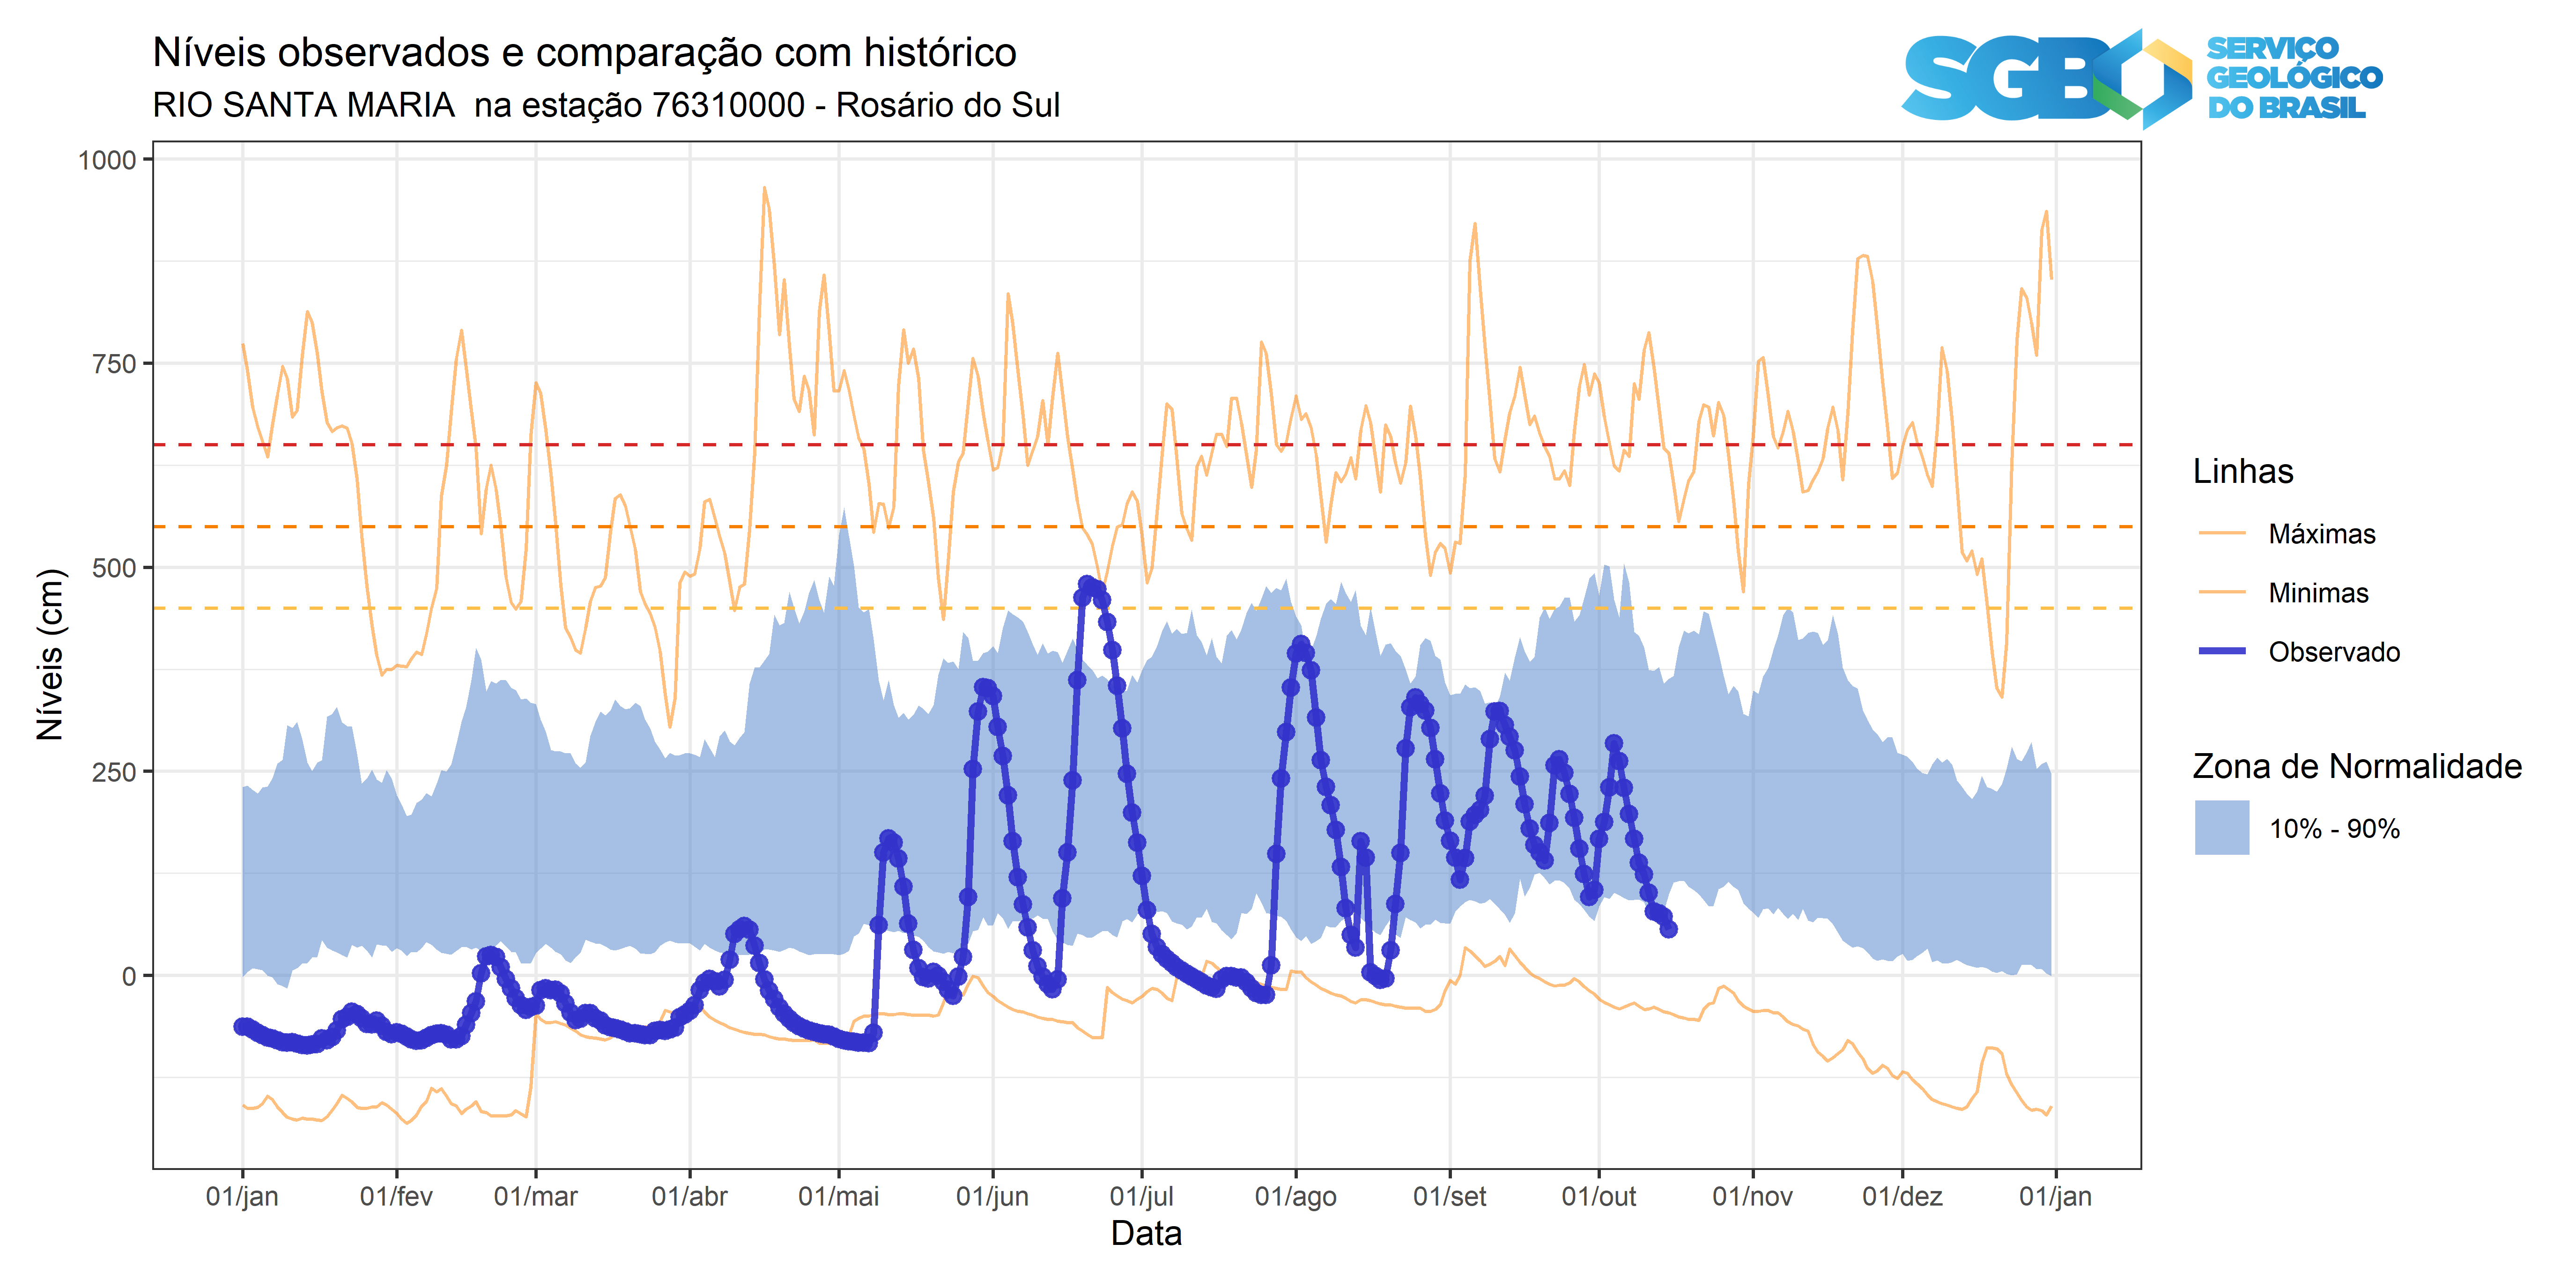 Níveis observados e comparação com histórico
RIO SANTA MARIA  na estação 76310000 - Rosário do Sul
SGB
SERVIÇO
GEOLÓGICO
DO BRASIL
Níveis (cm)
1000
750
500
250
0
01/jan
01/fev
01/mar
01/abr
01/mai
01/jun
01/jul
01/ago
01/set
01/out
01/nov
01/dez
01/jan
Data
Linhas
Máximas
Minimas
Observado
Zona de Normalidade
10% - 90%